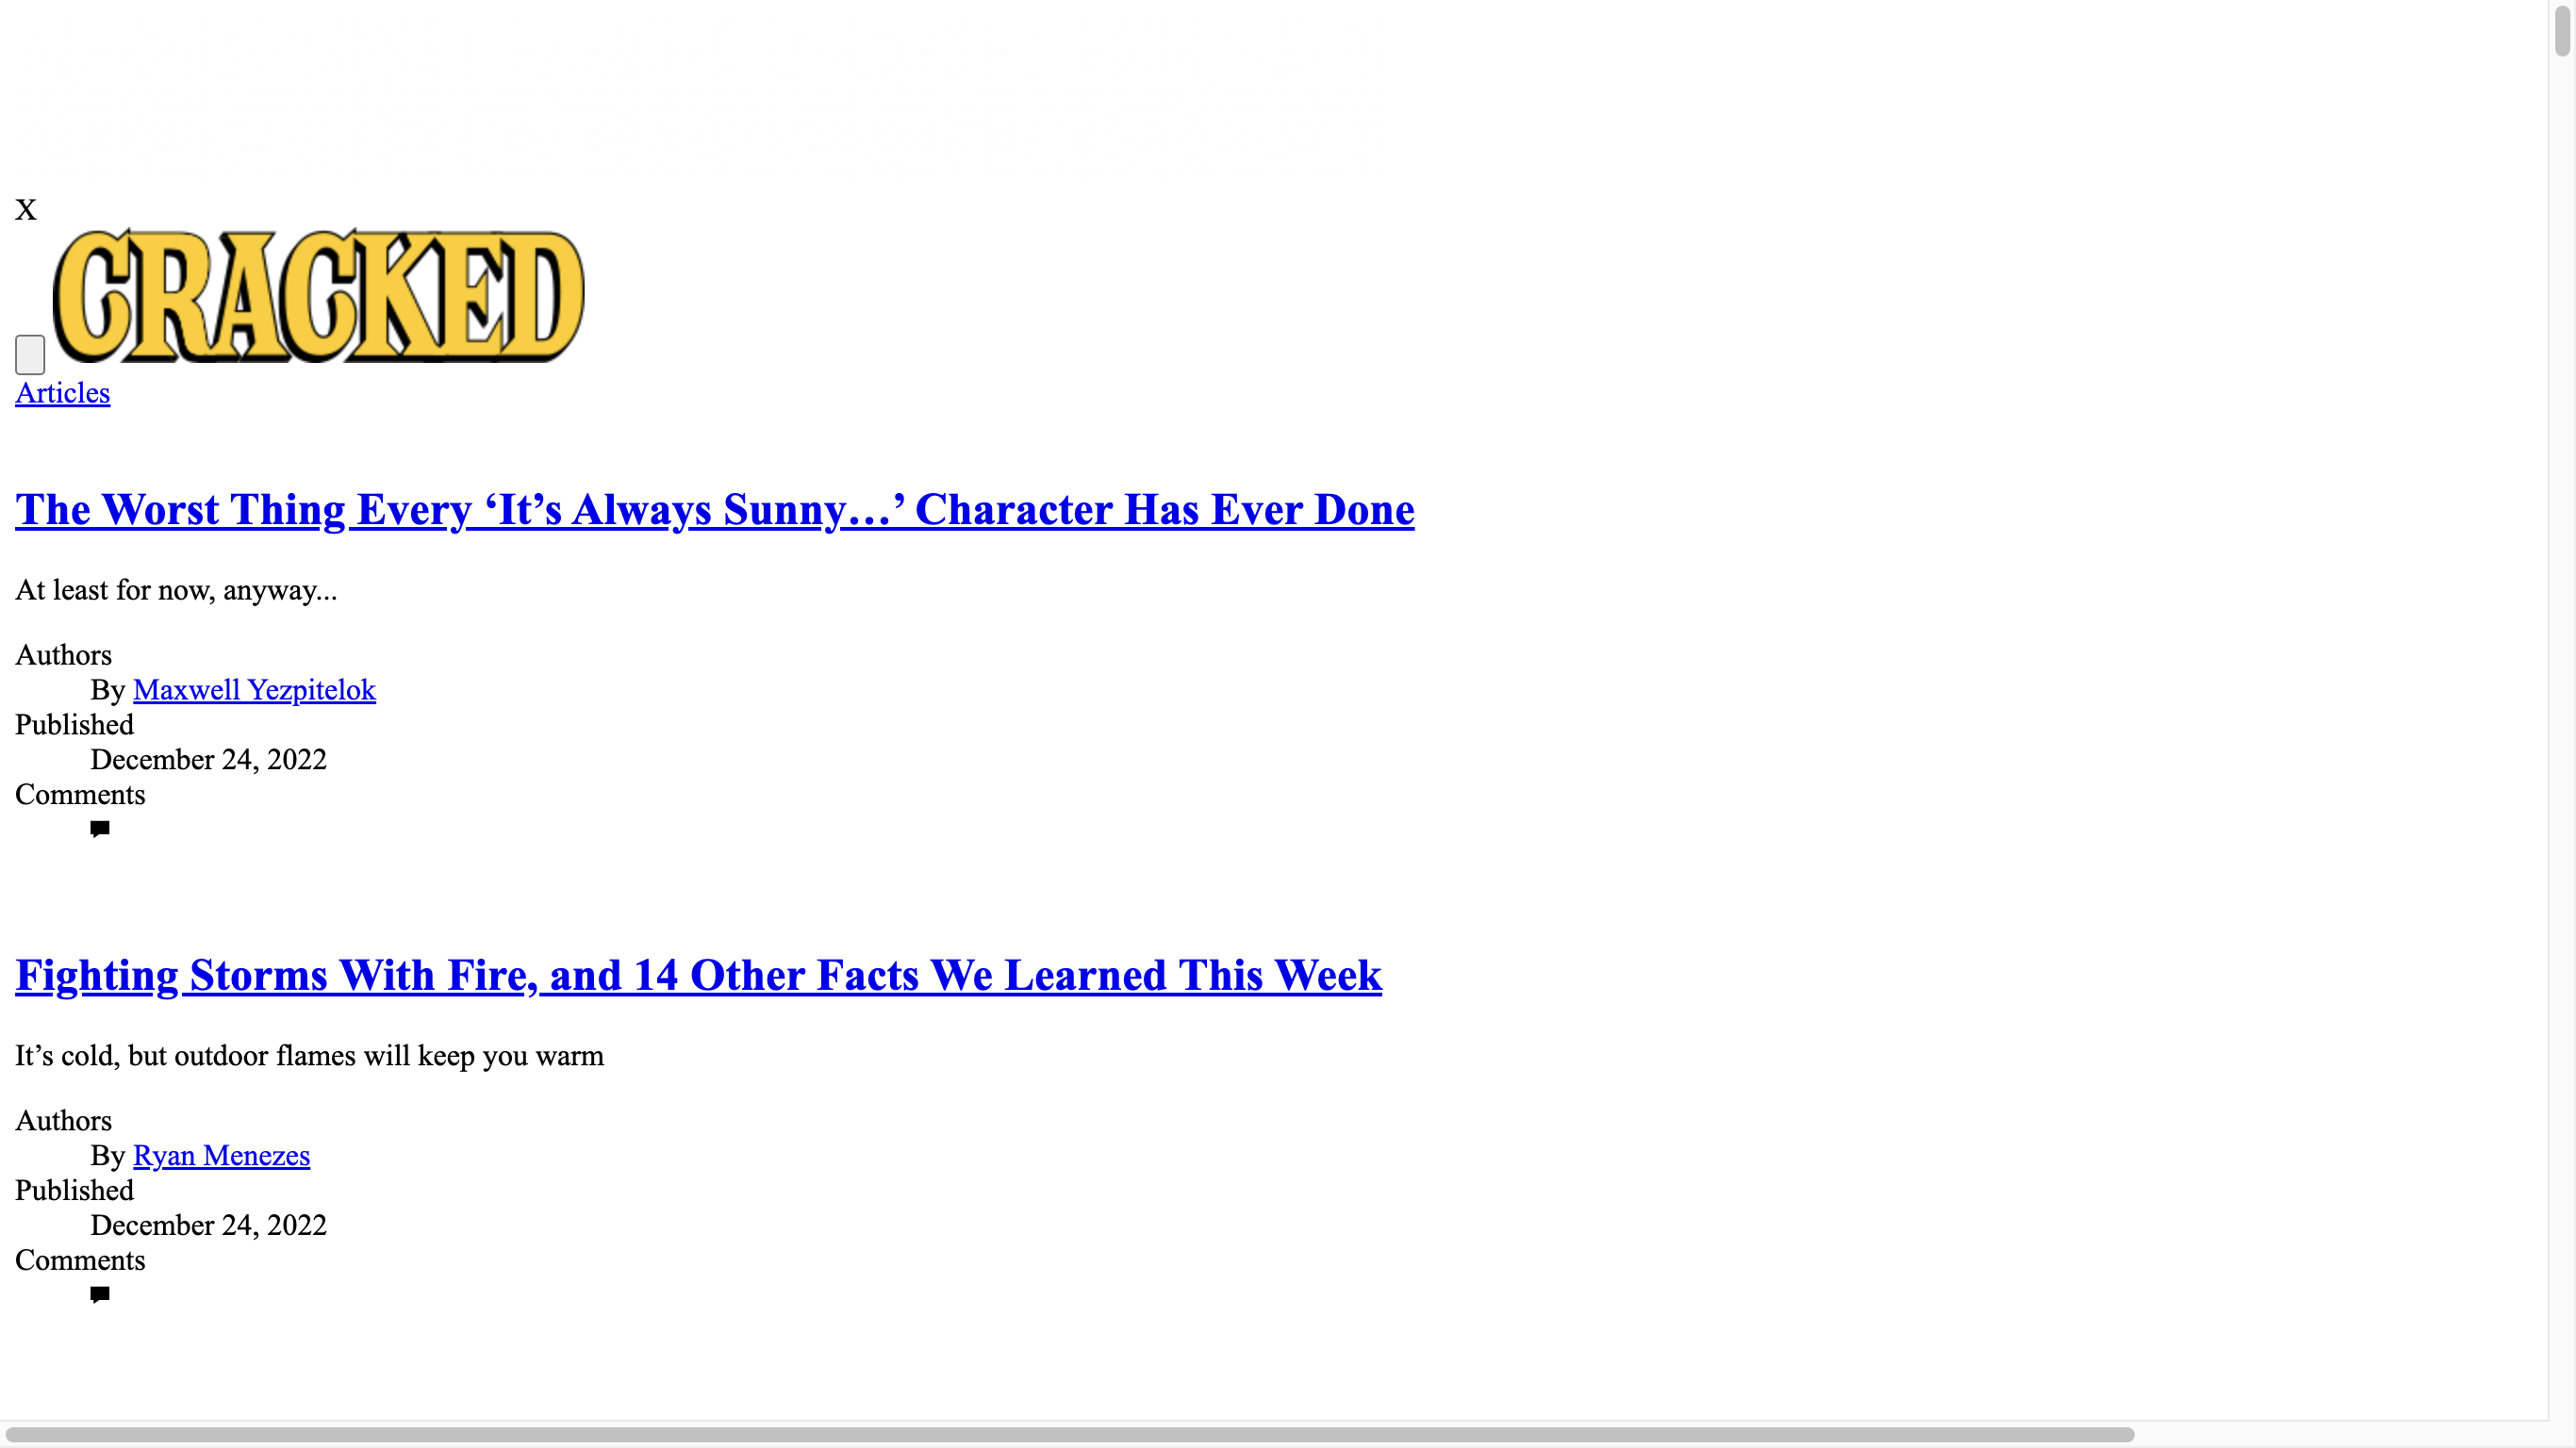 X
CRACKED
Articles
The Worst Thing Every ‘It’s Always Sunny…’ Character Has Ever Done
At least for now, anyway...
Authors
By Maxwell Yezpitelok
Published
December 24, 2022
Comments
Fighting Storms With Fire, and 14 Other Facts We Learned This Week
It’s cold, but outdoor flames will keep you warm
Authors
By Ryan Menezes
Published
December 24, 2022
Comments